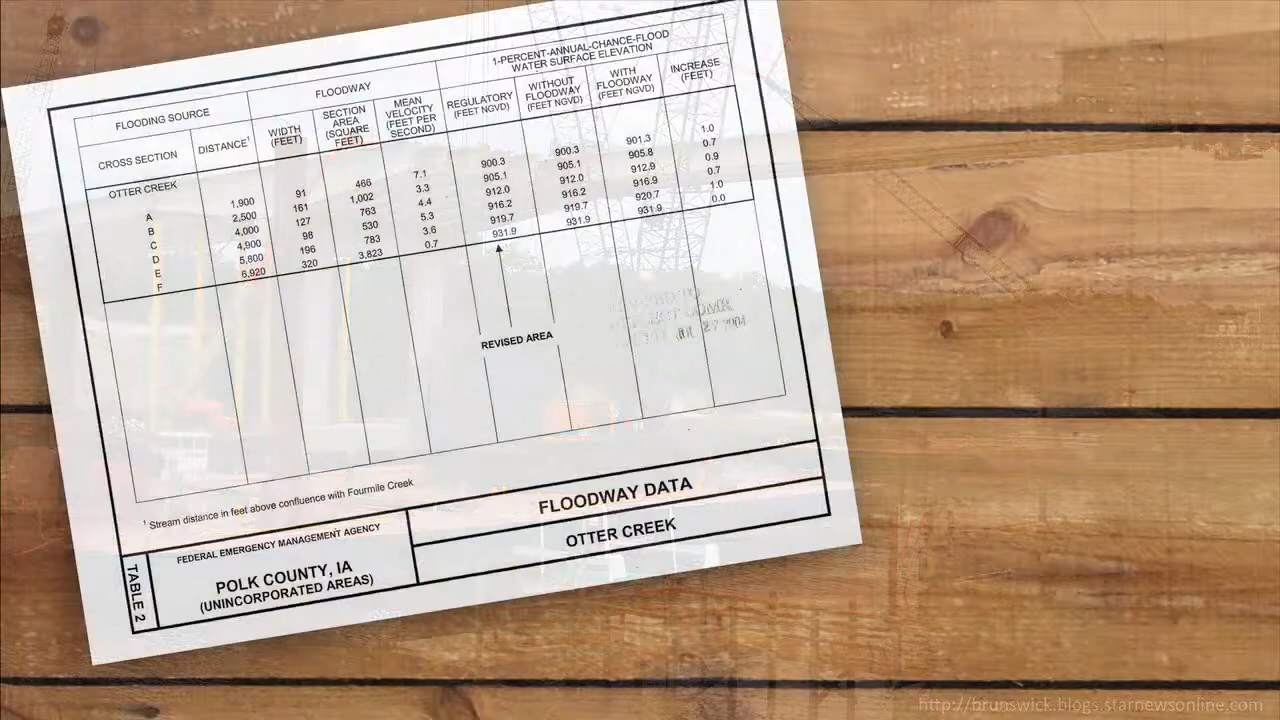 1-PERCENT-ANNUAL-CHANCE-FLOOD
WATER SURFACE ELEVATION
FLOODWAY
FLOODING SOURCE
CROSS SECTION
DISTANCE¹
WIDTH
(FEET)
SECTION
AREA
(SQUARE
FEET)
MEAN
VELOCITY
(FEET PER
SECOND)
REGULATORY
(FEET NGVD)
WITHOUT
FLOODWAY
(FEET NGVD)
WITH
FLOODWAY
(FEET NGVD)
INCREASE
(FEET)
OTTER CREEK
A 1,900 91 466 7.1 900.3 900.3 901.3 1.0
B 2,500 161 1,002 3.3 905.1 905.1 905.8 0.7
C 4,000 127 763 4.4 912.0 912.0 912.9 0.9
D 4,900 98 530 5.3 916.2 916.2 916.9 0.7
E 5,800 196 783 3.6 919.7 919.7 920.7 1.0
F 6,920 320 3,823 0.7 931.9 931.9 931.9 0.0
REVISED AREA
¹ Stream distance in feet above confluence with Fourmile Creek
TABLE 2
FEDERAL EMERGENCY MANAGEMENT AGENCY
POLK COUNTY, IA
(UNINCORPORATED AREAS)
FLOODWAY DATA
OTTER CREEK
http://brunswick.blogs.starnewsonline.com